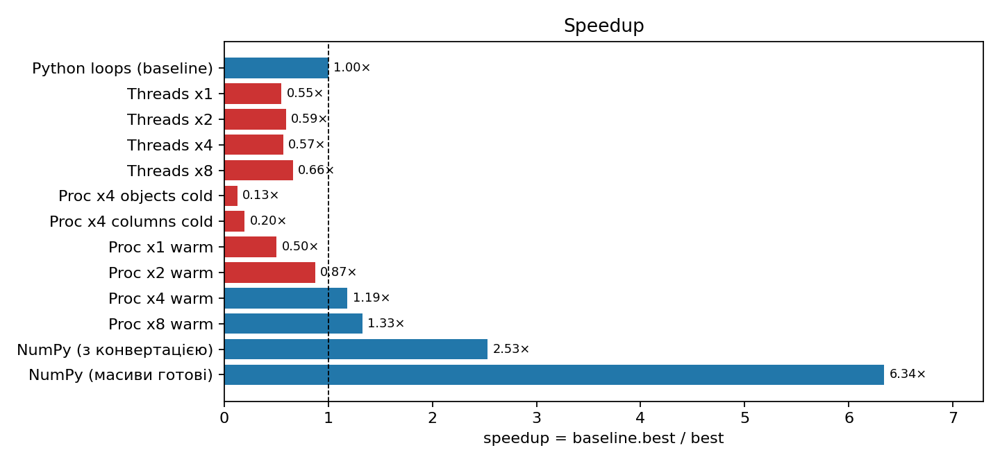 Speedup
Python loops (baseline) 1.00×
Threads x1 0.55×
Threads x2 0.59×
Threads x4 0.57×
Threads x8 0.66×
Proc x4 objects cold 0.13×
Proc x4 columns cold 0.20×
Proc x1 warm 0.50×
Proc x2 warm 0.87×
Proc x4 warm 1.19×
Proc x8 warm 1.33×
NumPy (з конвертацією) 2.53×
NumPy (масиви готові) 6.34×
0 1 2 3 4 5 6 7
speedup = baseline.best / best